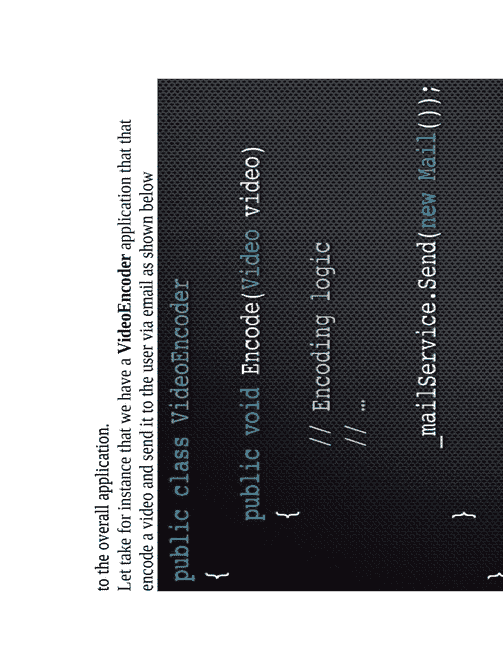 to the overall application.
Let take for instance that we have a VideoEncoder application that that
encode a video and send it to the user via email as shown below
public class VideoEncoder
{
public void Encode(Video video)
{
// Encoding logic
// …
_mailService.Send(new Mail());
}
}